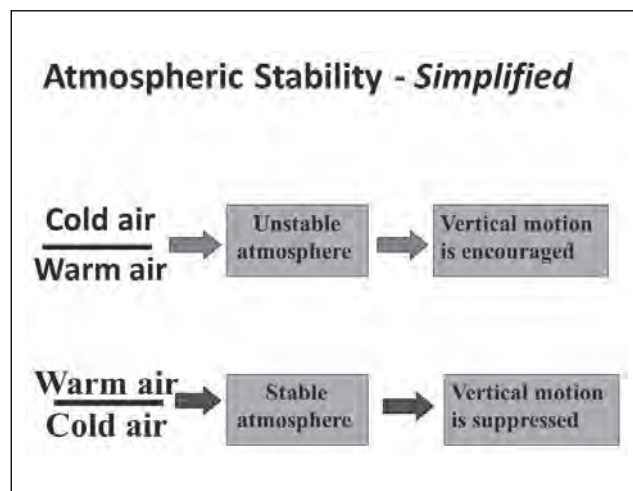 Atmospheric Stability - Simplified
Cold air
Warm air
Unstable
atmosphere
Vertical motion
is encouraged
Warm air
Cold air
Stable
atmosphere
Vertical motion
is suppressed